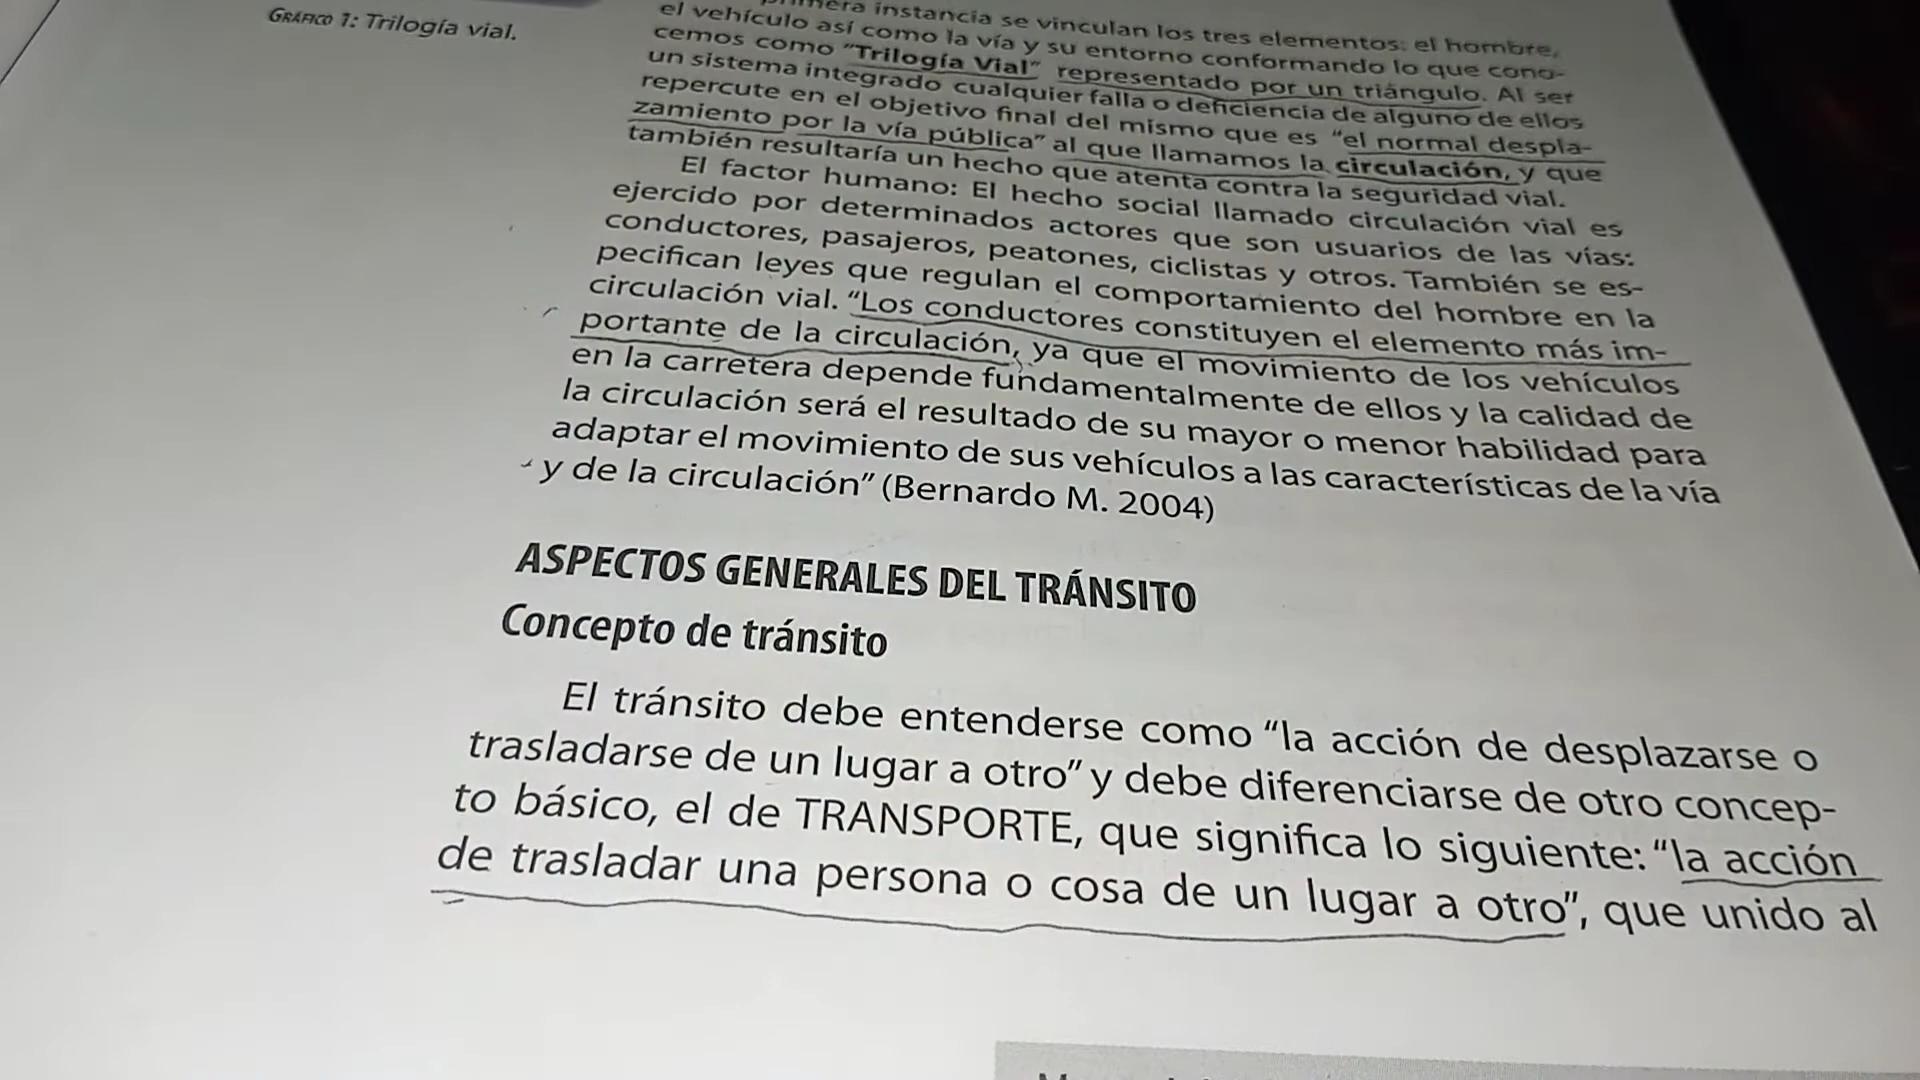 GRÁFICO 1: Trilogía vial.
primera instancia se vinculan los tres elementos: el hombre,
el vehículo así como la vía y su entorno conformando lo que cono-
cemos como “Trilogía Vial” representado por un triángulo. Al ser
un sistema integrado cualquier falla o deficiencia de alguno de ellos
repercute en el objetivo final del mismo que es “el normal despla-
zamiento por la vía pública” al que llamamos la circulación, y que
también resultaría un hecho que atenta contra la seguridad vial.
El factor humano: El hecho social llamado circulación vial es
ejercido por determinados actores que son usuarios de las vías:
conductores, pasajeros, peatones, ciclistas y otros. También se es-
pecifican leyes que regulan el comportamiento del hombre en la
circulación vial. “Los conductores constituyen el elemento más im-
portante de la circulación, ya que el movimiento de los vehículos
en la carretera depende fundamentalmente de ellos y la calidad de
la circulación será el resultado de su mayor o menor habilidad para
adaptar el movimiento de sus vehículos a las características de la vía
y de la circulación” (Bernardo M. 2004)
ASPECTOS GENERALES DEL TRÁNSITO
Concepto de tránsito
El tránsito debe entenderse como “la acción de desplazarse o
trasladarse de un lugar a otro” y debe diferenciarse de otro concep-
to básico, el de TRANSPORTE, que significa lo siguiente: “la acción
de trasladar una persona o cosa de un lugar a otro”, que unido al